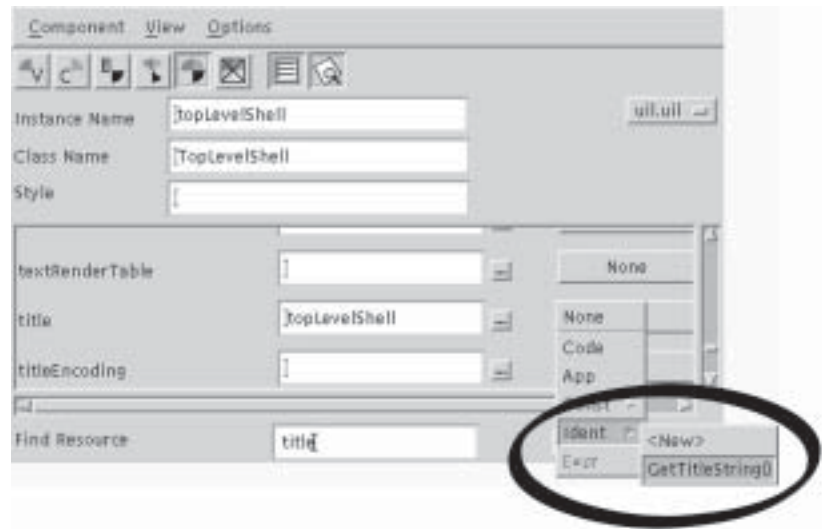 Component View Options
Instance Name topLevelShell uil.uil
Class Name TopLevelShell
Style
textRenderTable None
title topLevelShell None
Code
titleEncoding App
Find Resource title Ident <New>
GetTitleString()